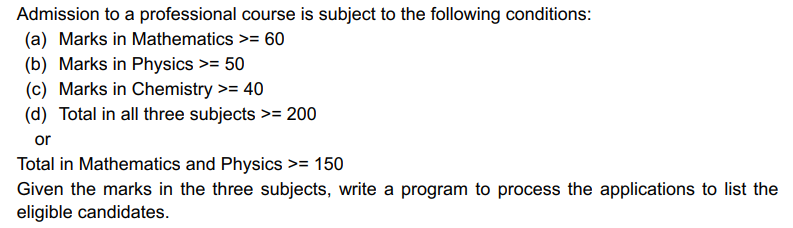 Admission to a professional course is subject to the following conditions:
(a) Marks in Mathematics >= 60
(b) Marks in Physics >= 50
(c) Marks in Chemistry >= 40
(d) Total in all three subjects >= 200
or
Total in Mathematics and Physics >= 150
Given the marks in the three subjects, write a program to process the applications to list the
eligible candidates.